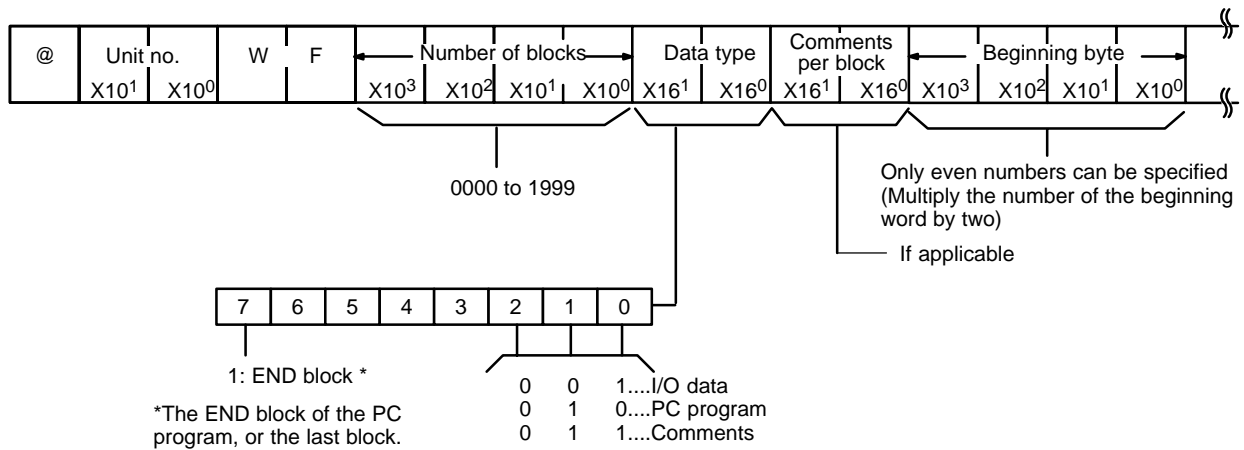 @ Unit no. W F Number of blocks Data type Comments per block Beginning byte
X10¹ X10⁰ X10³ X10² X10¹ X10⁰ X16¹ X16⁰ X16¹ X16⁰ X10³ X10² X10¹ X10⁰
0000 to 1999
Only even numbers can be specified
(Multiply the number of the beginning
word by two)
If applicable
7 6 5 4 3 2 1 0
1: END block *
*The END block of the PC
program, or the last block.
0 0 1....I/O data
0 1 0....PC program
0 1 1....Comments